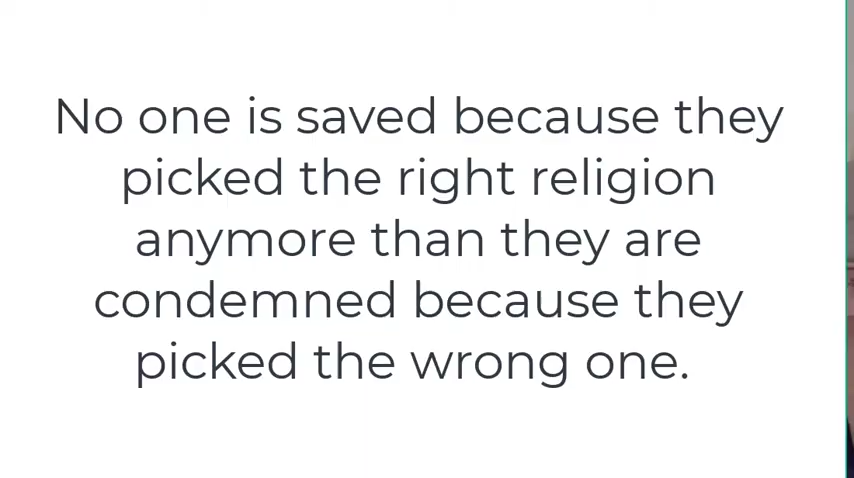 No one is saved because they
picked the right religion
anymore than they are
condemned because they
picked the wrong one.